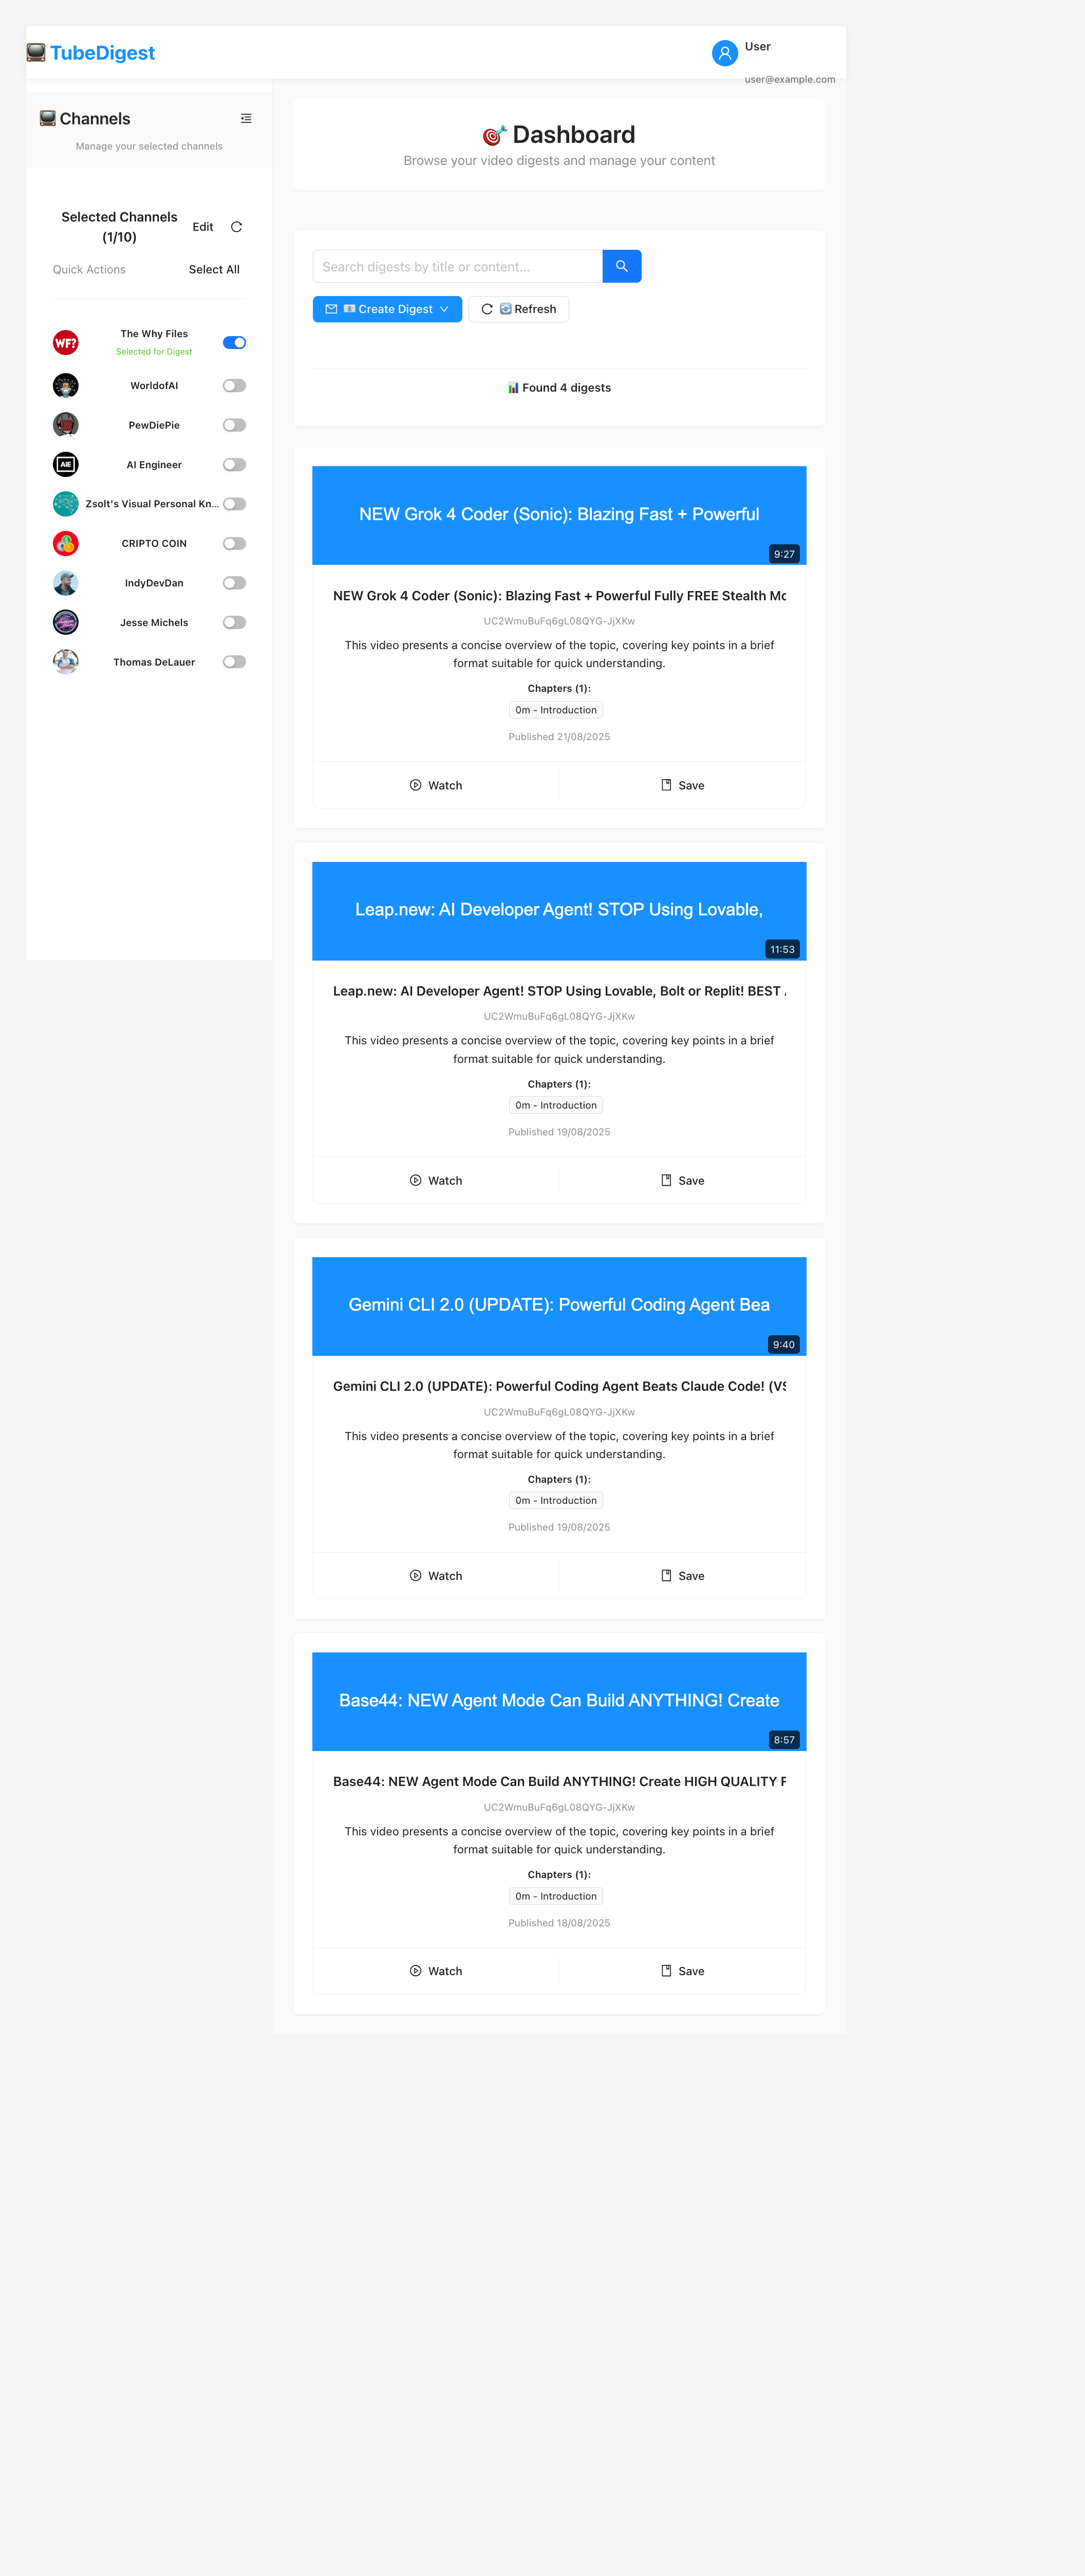 TubeDigest
User
user@example.com
Channels
Manage your selected channels
Selected Channels
(1/10)
Edit
Quick Actions
Select All
WF?
The Why Files
Selected for Digest
WorldofAI
PewDiePie
AIE
AI Engineer
Zsolt's Visual Personal Kn...
CRIPTO COIN
IndyDevDan
Jesse Michels
Thomas DeLauer
Dashboard
Browse your video digests and manage your content
Search digests by title or content...
Create Digest
Refresh
Found 4 digests
NEW Grok 4 Coder (Sonic): Blazing Fast + Powerful
9:27
NEW Grok 4 Coder (Sonic): Blazing Fast + Powerful Fully FREE Stealth Mc
UC2WmuBuFq6gL08QYG-JjXKw
This video presents a concise overview of the topic, covering key points in a brief
format suitable for quick understanding.
Chapters (1):
0m - Introduction
Published 21/08/2025
Watch
Save
Leap.new: AI Developer Agent! STOP Using Lovable,
11:53
Leap.new: AI Developer Agent! STOP Using Lovable, Bolt or Replit! BEST
UC2WmuBuFq6gL08QYG-JjXKw
This video presents a concise overview of the topic, covering key points in a brief
format suitable for quick understanding.
Chapters (1):
0m - Introduction
Published 19/08/2025
Watch
Save
Gemini CLI 2.0 (UPDATE): Powerful Coding Agent Bea
9:40
Gemini CLI 2.0 (UPDATE): Powerful Coding Agent Beats Claude Code! (VS
UC2WmuBuFq6gL08QYG-JjXKw
This video presents a concise overview of the topic, covering key points in a brief
format suitable for quick understanding.
Chapters (1):
0m - Introduction
Published 19/08/2025
Watch
Save
Base44: NEW Agent Mode Can Build ANYTHING! Create
8:57
Base44: NEW Agent Mode Can Build ANYTHING! Create HIGH QUALITY F
UC2WmuBuFq6gL08QYG-JjXKw
This video presents a concise overview of the topic, covering key points in a brief
format suitable for quick understanding.
Chapters (1):
0m - Introduction
Published 18/08/2025
Watch
Save